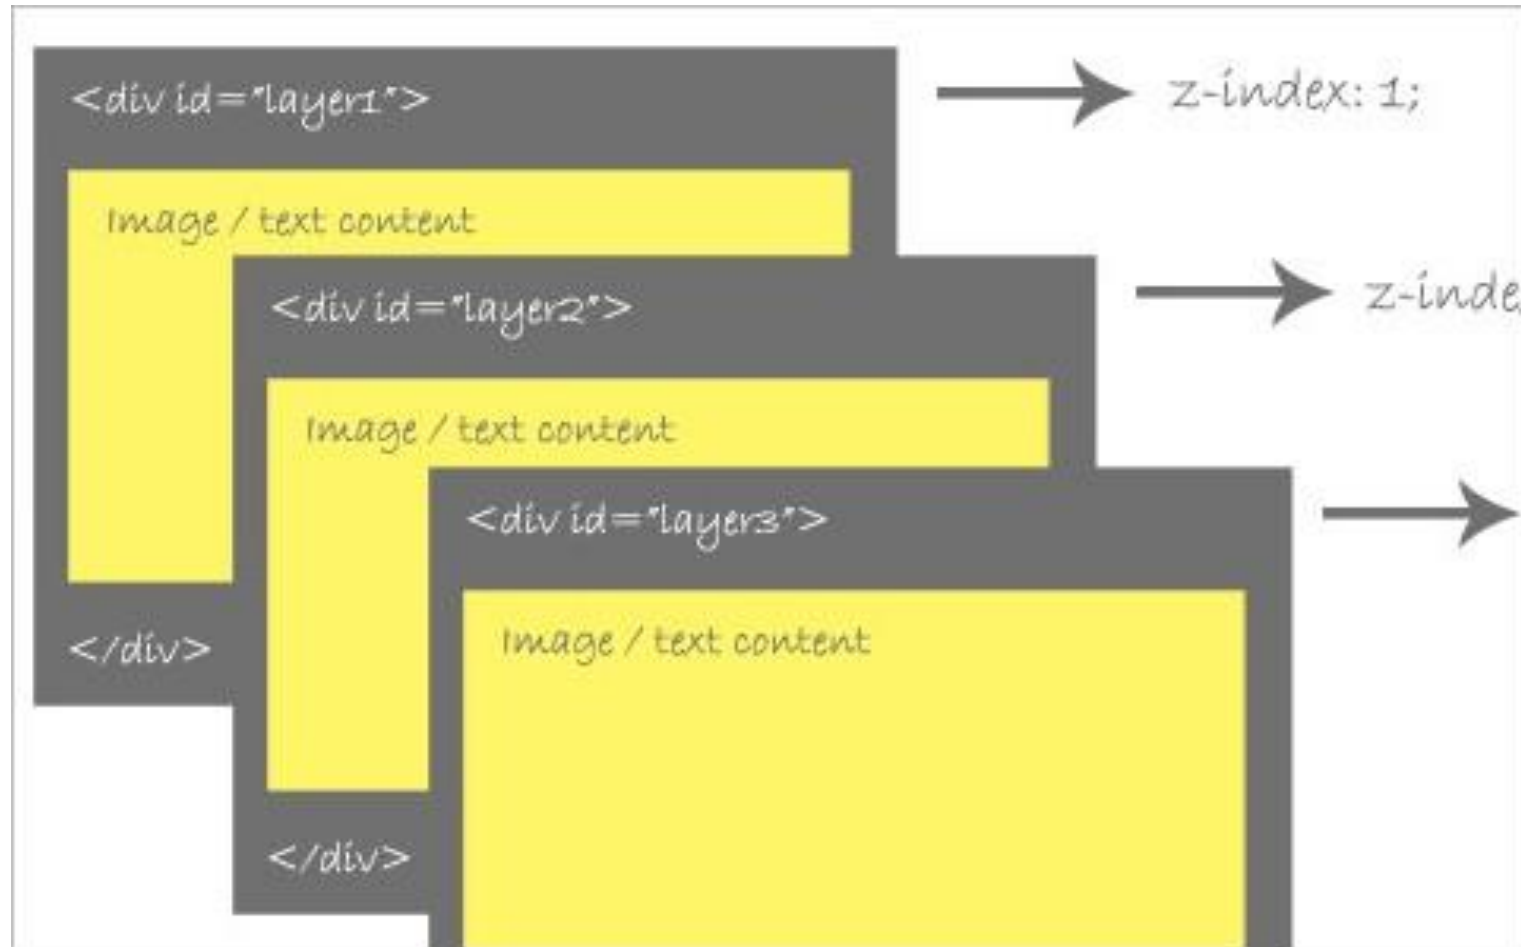 <div id="layer1"> z-index: 1;
Image / text content
<div id="layer2"> z-inde
Image / text content
<div id="layer3">
</div>
Image / text content
</div>